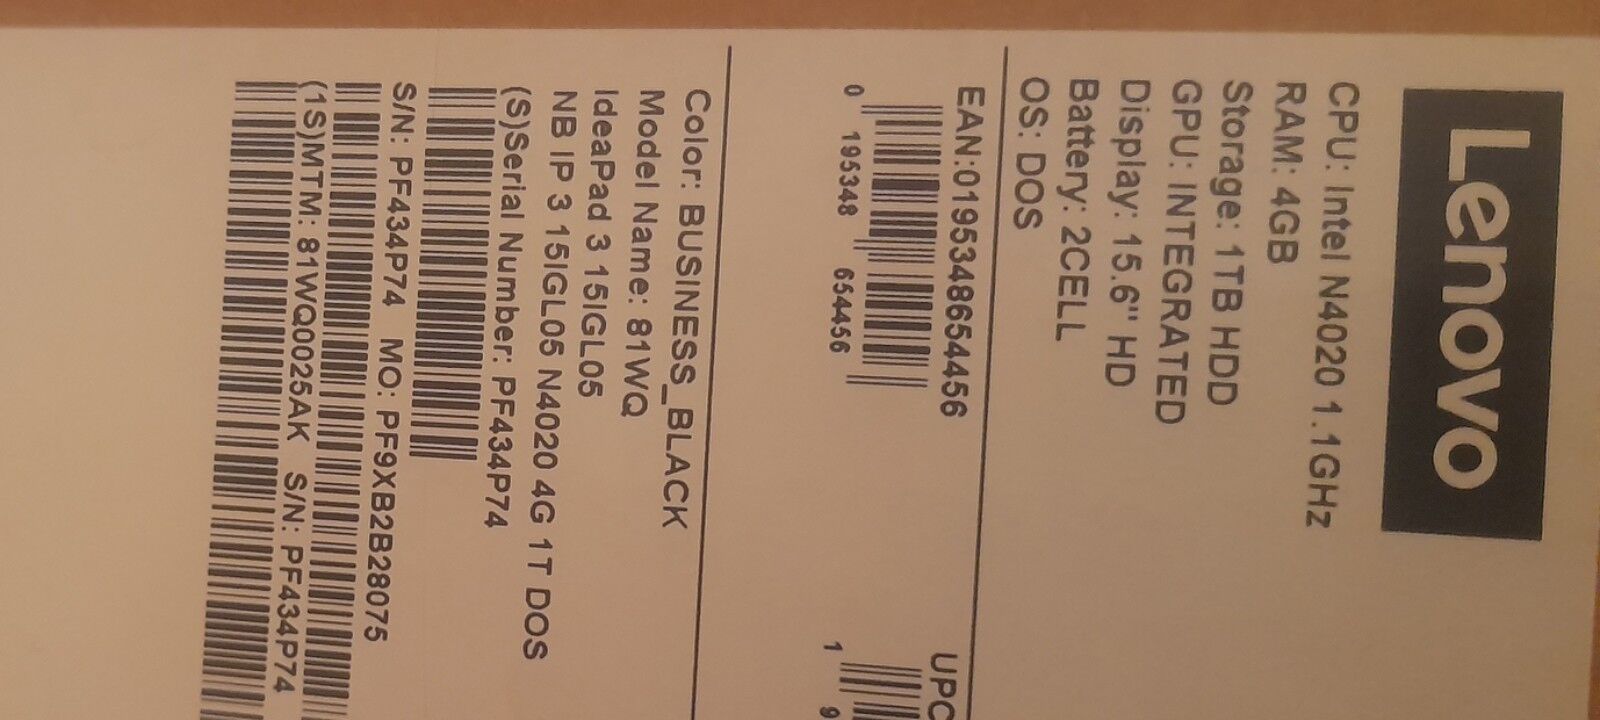 Lenovo
CPU: Intel N4020 1.1GHz
RAM: 4GB
Storage: 1TB HDD
GPU: INTEGRATED
Display: 15.6" HD
Battery: 2CELL
OS: DOS
EAN:0195348654456
UPC
0 195348 654456
1 9
Color: BUSINESS_BLACK
Model Name: 81WQ
IdeaPad 3 15IGL05
NB IP 3 15IGL05 N4020 4G 1T DOS
(S)Serial Number: PF434P74
S/N: PF434P74 MO: PF9XB2B28075
(1S)MTM: 81WQ0025AK S/N: PF434P74